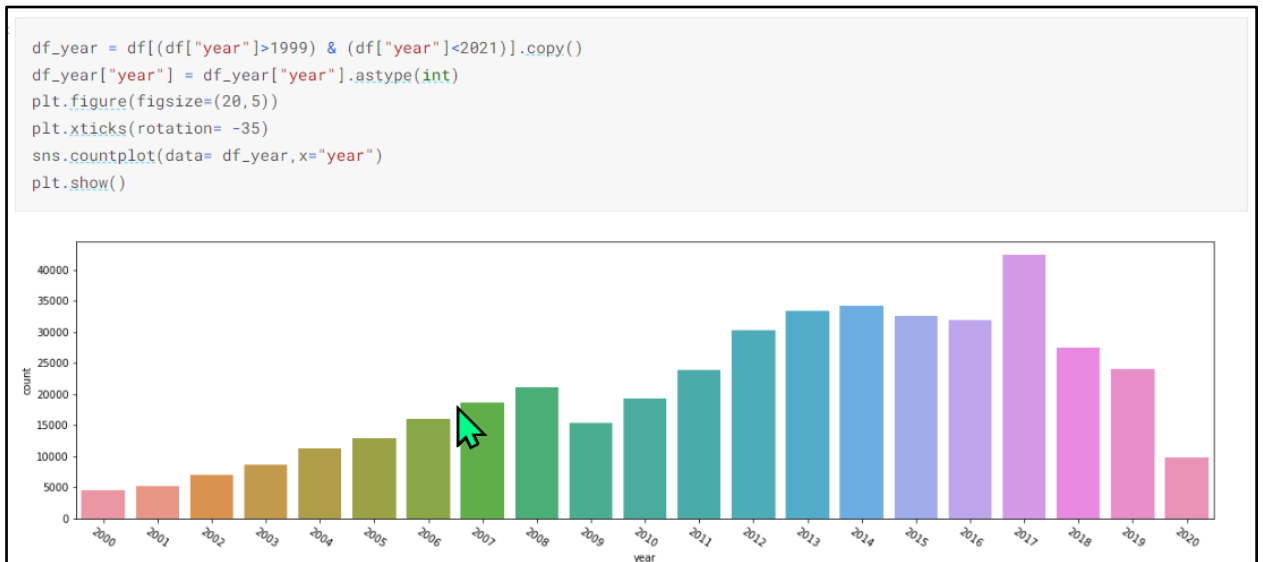 df_year = df[(df["year"]>1999) & (df["year"]<2021)].copy()
df_year["year"] = df_year["year"].astype(int)
plt.figure(figsize=(20,5))
plt.xticks(rotation= -35)
sns.countplot(data= df_year,x="year")
plt.show()
40000
35000
30000
25000
20000
15000
10000
5000
0
count
2000 2001 2002 2003 2004 2005 2006 2007 2008 2009 2010 2011 2012 2013 2014 2015 2016 2017 2018 2019 2020
year